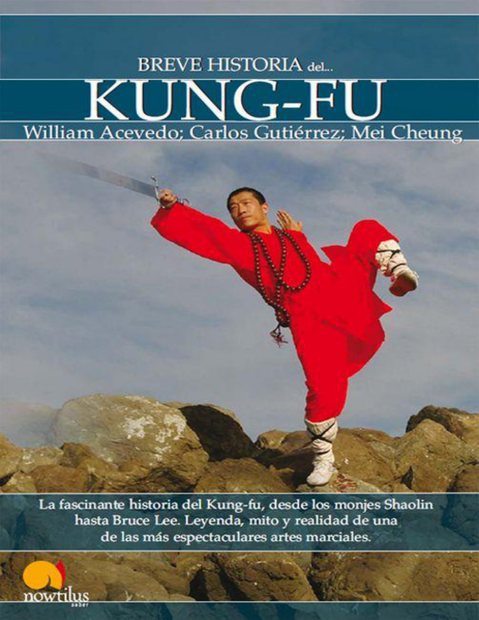 BREVE HISTORIA del...
KUNG-FU
William Acevedo; Carlos Gutiérrez; Mei Cheung
La fascinante historia del Kung-fu, desde los monjes Shaolin
hasta Bruce Lee. Leyenda, mito y realidad de una
de las más espectaculares artes marciales.
nowtilus
saber